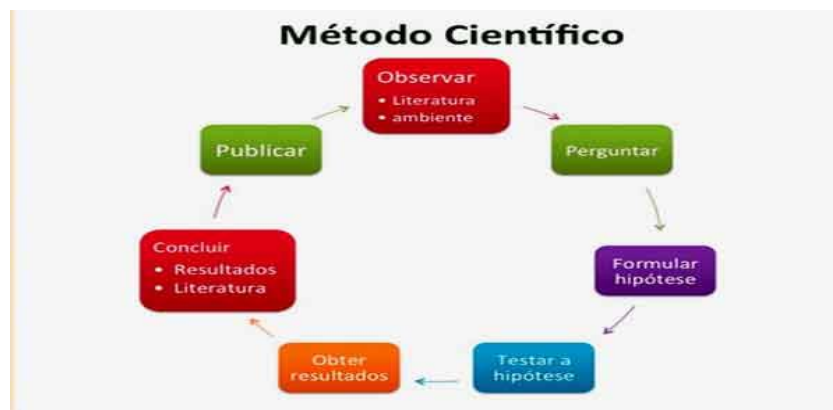 Método Científico
Observar
• Literatura
• ambiente
Perguntar
Formular
hipótese
Testar a
hipótese
Obter
resultados
Concluir
• Resultados
• Literatura
Publicar